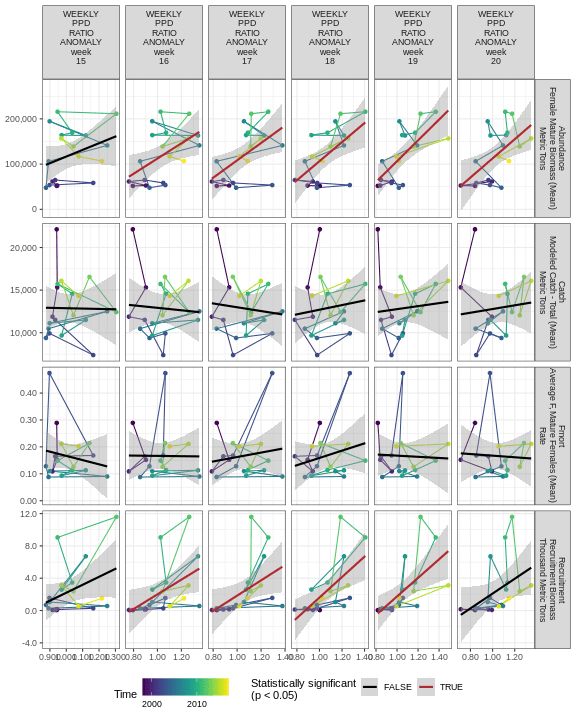 WEEKLY
PPD
RATIO
ANOMALY
week
15
WEEKLY
PPD
RATIO
ANOMALY
week
16
WEEKLY
PPD
RATIO
ANOMALY
week
17
WEEKLY
PPD
RATIO
ANOMALY
week
18
WEEKLY
PPD
RATIO
ANOMALY
week
19
WEEKLY
PPD
RATIO
ANOMALY
week
20
200,000
100,000
0
Abundance
Female Mature Biomass (Mean)
Metric Tons
20,000
15,000
10,000
Catch
Modeled Catch - Total (Mean)
Metric Tons
0.40
0.30
0.20
0.10
0.00
Fmort
Average F, Mature Females (Mean)
Rate
12.0
8.0
4.0
0.0
-4.0
Recruitment
Recruitment Biomass
Thousand Metric Tons
0.900 1.000 1.100 1.200 1.300
0.80 1.00 1.20
0.80 1.00 1.20 1.40
0.80 1.00 1.20 1.40
0.80 1.00 1.20
0.80 1.00 1.20
Time
2000 2010
Statistically significant
(p < 0.05)
FALSE
TRUE